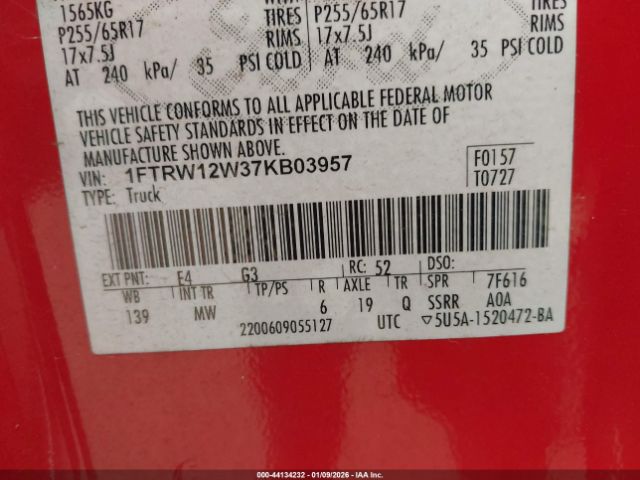 1565KG TIRES P255/65R17
P255/65R17 RIMS 17x7.5J TIRES
17x7.5J AT 240 kPa/ 35 PSI COLD RIMS
AT 240 kPa/ 35 PSI COLD
THIS VEHICLE CONFORMS TO ALL APPLICABLE FEDERAL MOTOR
VEHICLE SAFETY STANDARDS IN EFFECT ON THE DATE OF
MANUFACTURE SHOWN ABOVE.
VIN: 1FTRW12W37KB03957 F0157
TYPE: Truck T0727
EXT PNT: E4 G3 RC: 52 DSO:
WB INT TR TP/PS R AXLE TR SPR 7F616
139 MW 6 19 Q SSRR A0A
2200609055127 UTC ▽5U5A-1520472-BA
000-44134232 - 01/09/2026 - IAA, Inc.